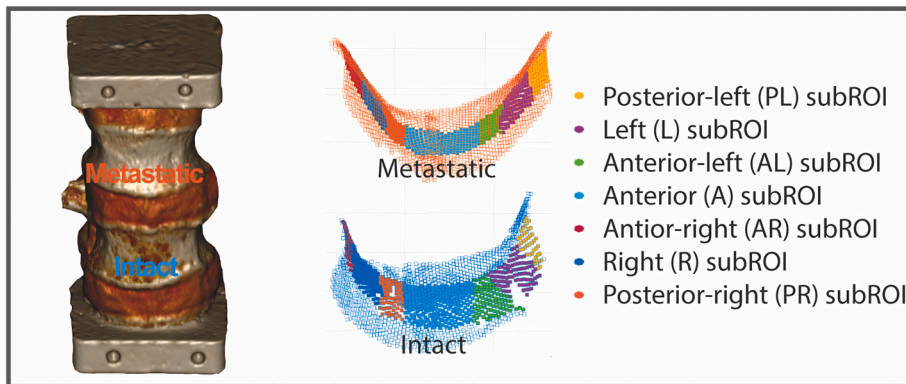 Metastatic
Intact
Metastatic
Intact
Posterior-left (PL) subROI
Left (L) subROI
Anterior-left (AL) subROI
Anterior (A) subROI
Antior-right (AR) subROI
Right (R) subROI
Posterior-right (PR) subROI